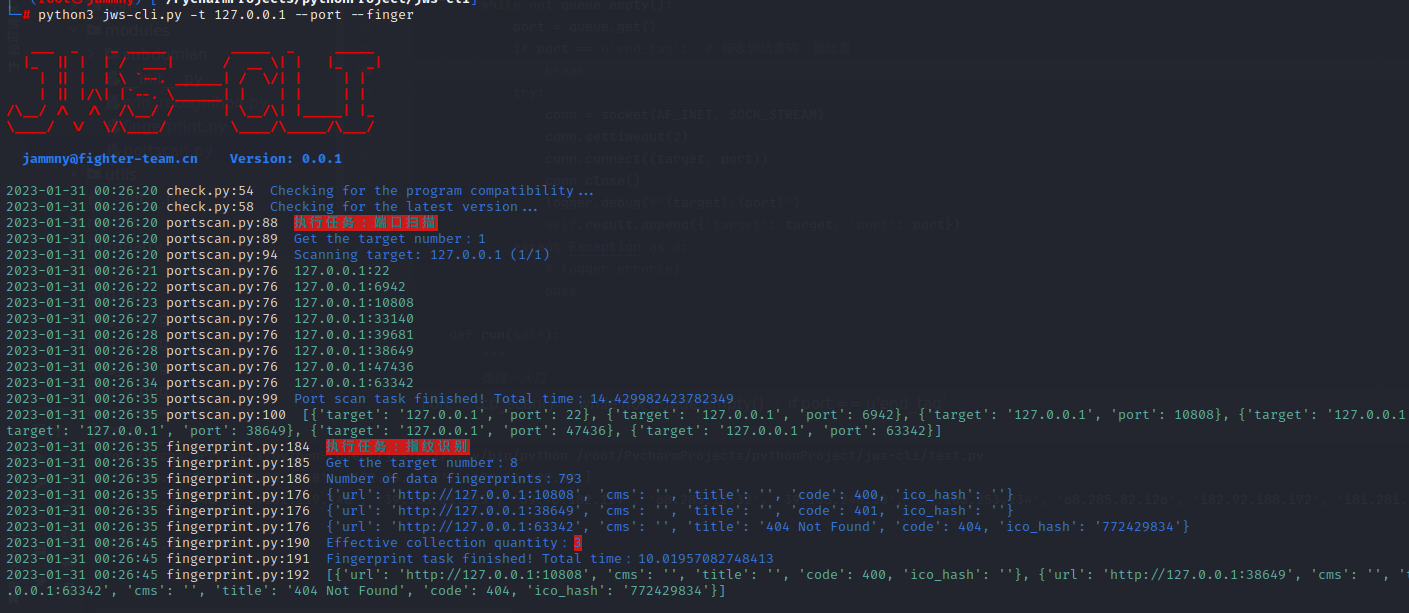 (root㉿jammny)-[~/PycharmProjects/pythonProject/jws-cli]
# python3 jws-cli.py -t 127.0.0.1 --port --finger
JWS-CLI
jammny@fighter-team.cn Version: 0.0.1
2023-01-31 00:26:20 check.py:54 Checking for the program compatibility...
2023-01-31 00:26:20 check.py:58 Checking for the latest version...
2023-01-31 00:26:20 portscan.py:88 执行任务：端口扫描
2023-01-31 00:26:20 portscan.py:89 Get the target number：1
2023-01-31 00:26:20 portscan.py:94 Scanning target: 127.0.0.1 (1/1)
2023-01-31 00:26:21 portscan.py:76 127.0.0.1:22
2023-01-31 00:26:22 portscan.py:76 127.0.0.1:6942
2023-01-31 00:26:23 portscan.py:76 127.0.0.1:10808
2023-01-31 00:26:27 portscan.py:76 127.0.0.1:33140
2023-01-31 00:26:28 portscan.py:76 127.0.0.1:39681
2023-01-31 00:26:28 portscan.py:76 127.0.0.1:38649
2023-01-31 00:26:30 portscan.py:76 127.0.0.1:47436
2023-01-31 00:26:34 portscan.py:76 127.0.0.1:63342
2023-01-31 00:26:35 portscan.py:99 Port scan task finished! Total time：14.429982423782349
2023-01-31 00:26:35 portscan.py:100 [{'target': '127.0.0.1', 'port': 22}, {'target': '127.0.0.1', 'port': 6942}, {'target': '127.0.0.1', 'port': 10808}, {'target': '127.0.0.1
target': '127.0.0.1', 'port': 38649}, {'target': '127.0.0.1', 'port': 47436}, {'target': '127.0.0.1', 'port': 63342}]
2023-01-31 00:26:35 fingerprint.py:184 执行任务：指纹识别
2023-01-31 00:26:35 fingerprint.py:185 Get the target number：8
2023-01-31 00:26:35 fingerprint.py:186 Number of data fingerprints：793
2023-01-31 00:26:35 fingerprint.py:176 {'url': 'http://127.0.0.1:10808', 'cms': '', 'title': '', 'code': 400, 'ico_hash': ''}
2023-01-31 00:26:35 fingerprint.py:176 {'url': 'http://127.0.0.1:38649', 'cms': '', 'title': '', 'code': 401, 'ico_hash': ''}
2023-01-31 00:26:35 fingerprint.py:176 {'url': 'http://127.0.0.1:63342', 'cms': '', 'title': '404 Not Found', 'code': 404, 'ico_hash': '772429834'}
2023-01-31 00:26:45 fingerprint.py:190 Effective collection quantity：3
2023-01-31 00:26:45 fingerprint.py:191 Fingerprint task finished! Total time：10.01957082748413
2023-01-31 00:26:45 fingerprint.py:192 [{'url': 'http://127.0.0.1:10808', 'cms': '', 'title': '', 'code': 400, 'ico_hash': ''}, {'url': 'http://127.0.0.1:38649', 'cms': '', 't
.0.0.1:63342', 'cms': '', 'title': '404 Not Found', 'code': 404, 'ico_hash': '772429834'}]